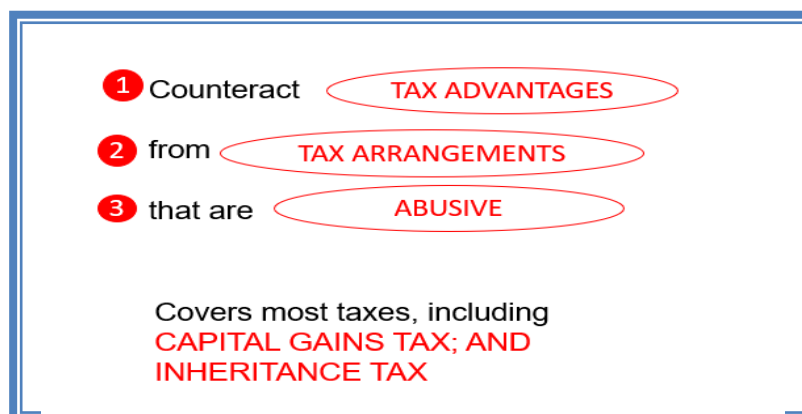 1 Counteract TAX ADVANTAGES
2 from TAX ARRANGEMENTS
3 that are ABUSIVE
Covers most taxes, including
CAPITAL GAINS TAX; AND
INHERITANCE TAX